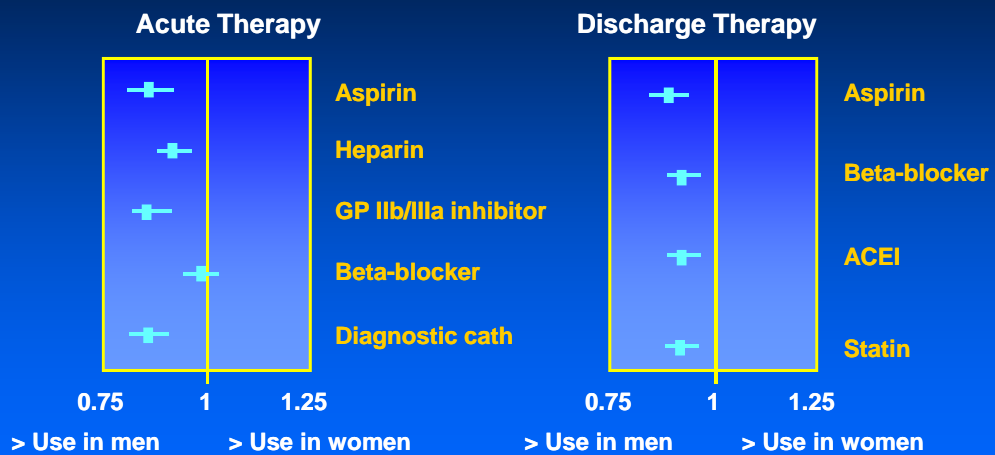 Acute Therapy
Aspirin
Heparin
GP IIb/IIIa inhibitor
Beta-blocker
Diagnostic cath
0.75 1 1.25
> Use in men > Use in women
Discharge Therapy
Aspirin
Beta-blocker
ACEI
Statin
0.75 1 1.25
> Use in men > Use in women